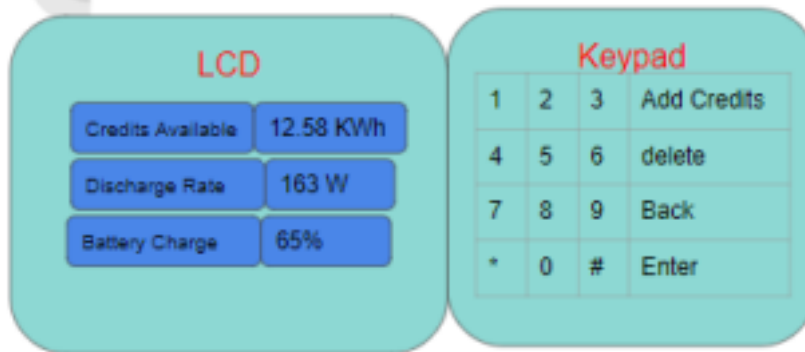 LCD
Credits Available 12.58 KWh
Discharge Rate 163 W
Battery Charge 65%
Keypad
1 2 3 Add Credits
4 5 6 delete
7 8 9 Back
* 0 # Enter